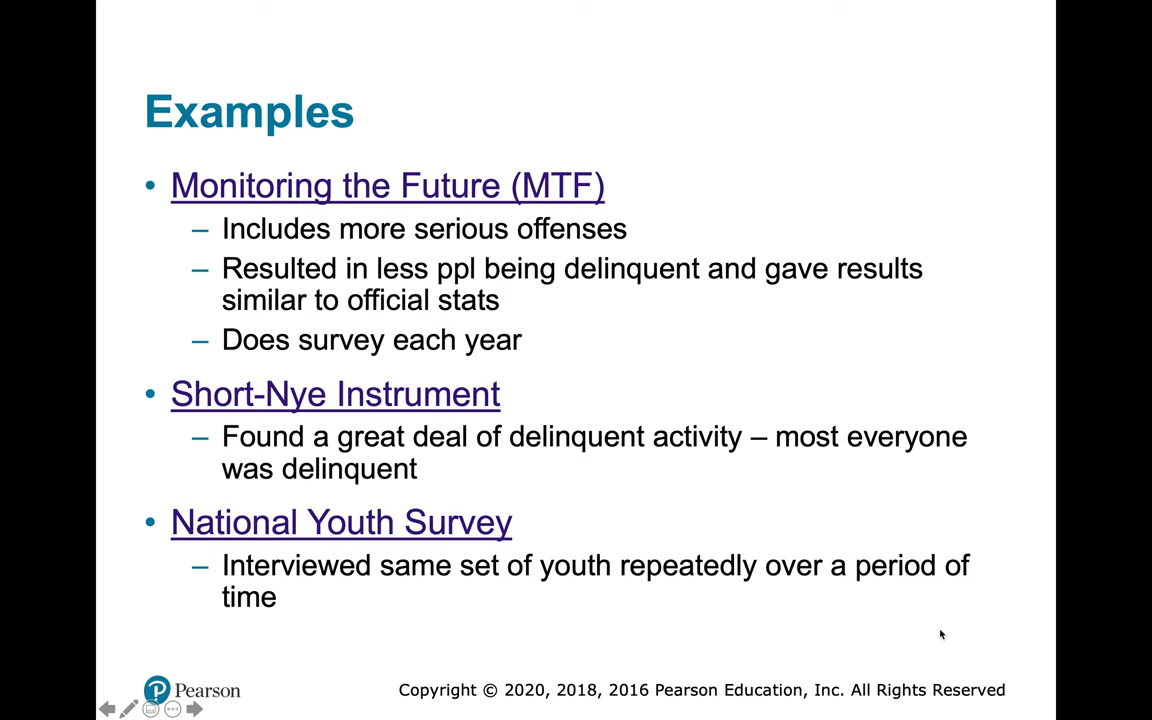 Examples
• Monitoring the Future (MTF)
– Includes more serious offenses
– Resulted in less ppl being delinquent and gave results
similar to official stats
– Does survey each year
• Short-Nye Instrument
– Found a great deal of delinquent activity – most everyone
was delinquent
• National Youth Survey
– Interviewed same set of youth repeatedly over a period of
time
P Pearson
Copyright © 2020, 2018, 2016 Pearson Education, Inc. All Rights Reserved